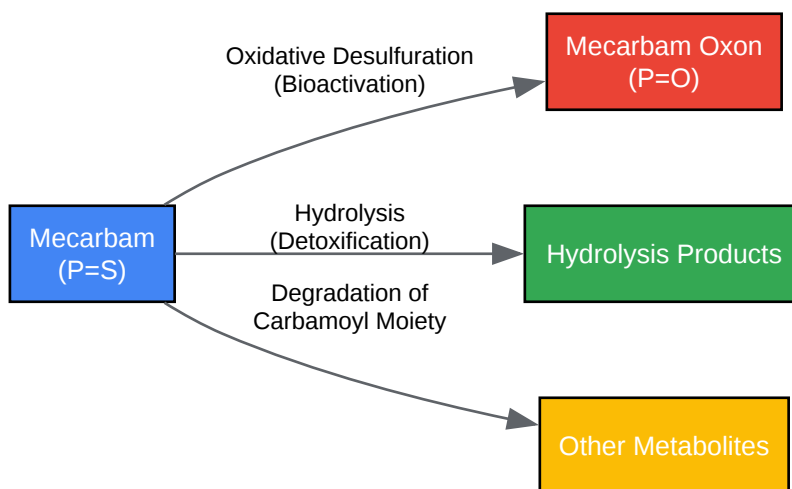 Oxidative Desulfuration
(Bioactivation)
Mecarbam Oxon
(P=O)
Mecarbam
(P=S)
Hydrolysis
(Detoxification)
Hydrolysis Products
Degradation of
Carbamoyl Moiety
Other Metabolites